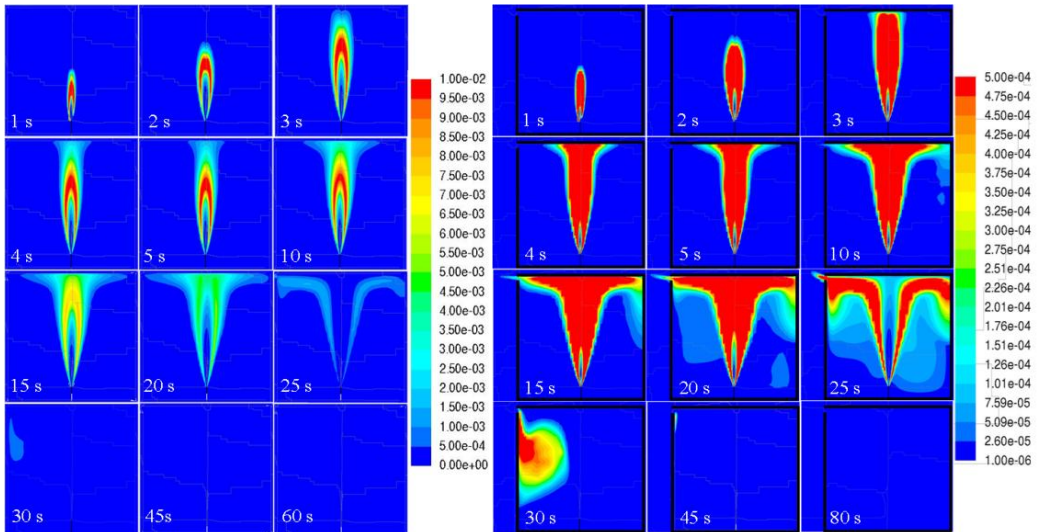 1 s 2 s 3 s
4 s 5 s 10 s
15 s 20 s 25 s
30 s 45s 60 s
1.00e-02
9.50e-03
9.00e-03
8.50e-03
8.00e-03
7.50e-03
7.00e-03
6.50e-03
6.00e-03
5.50e-03
5.00e-03
4.50e-03
4.00e-03
3.50e-03
3.00e-03
2.50e-03
2.00e-03
1.50e-03
1.00e-03
5.00e-04
0.00e+00
1 s 2 s 3 s
4 s 5 s 10 s
15 s 20 s 25 s
30 s 45 s 80 s
5.00e-04
4.75e-04
4.50e-04
4.25e-04
4.00e-04
3.75e-04
3.50e-04
3.25e-04
3.00e-04
2.75e-04
2.51e-04
2.26e-04
2.01e-04
1.76e-04
1.51e-04
1.26e-04
1.01e-04
5.59e-05
2.60e-05
1.00e-06